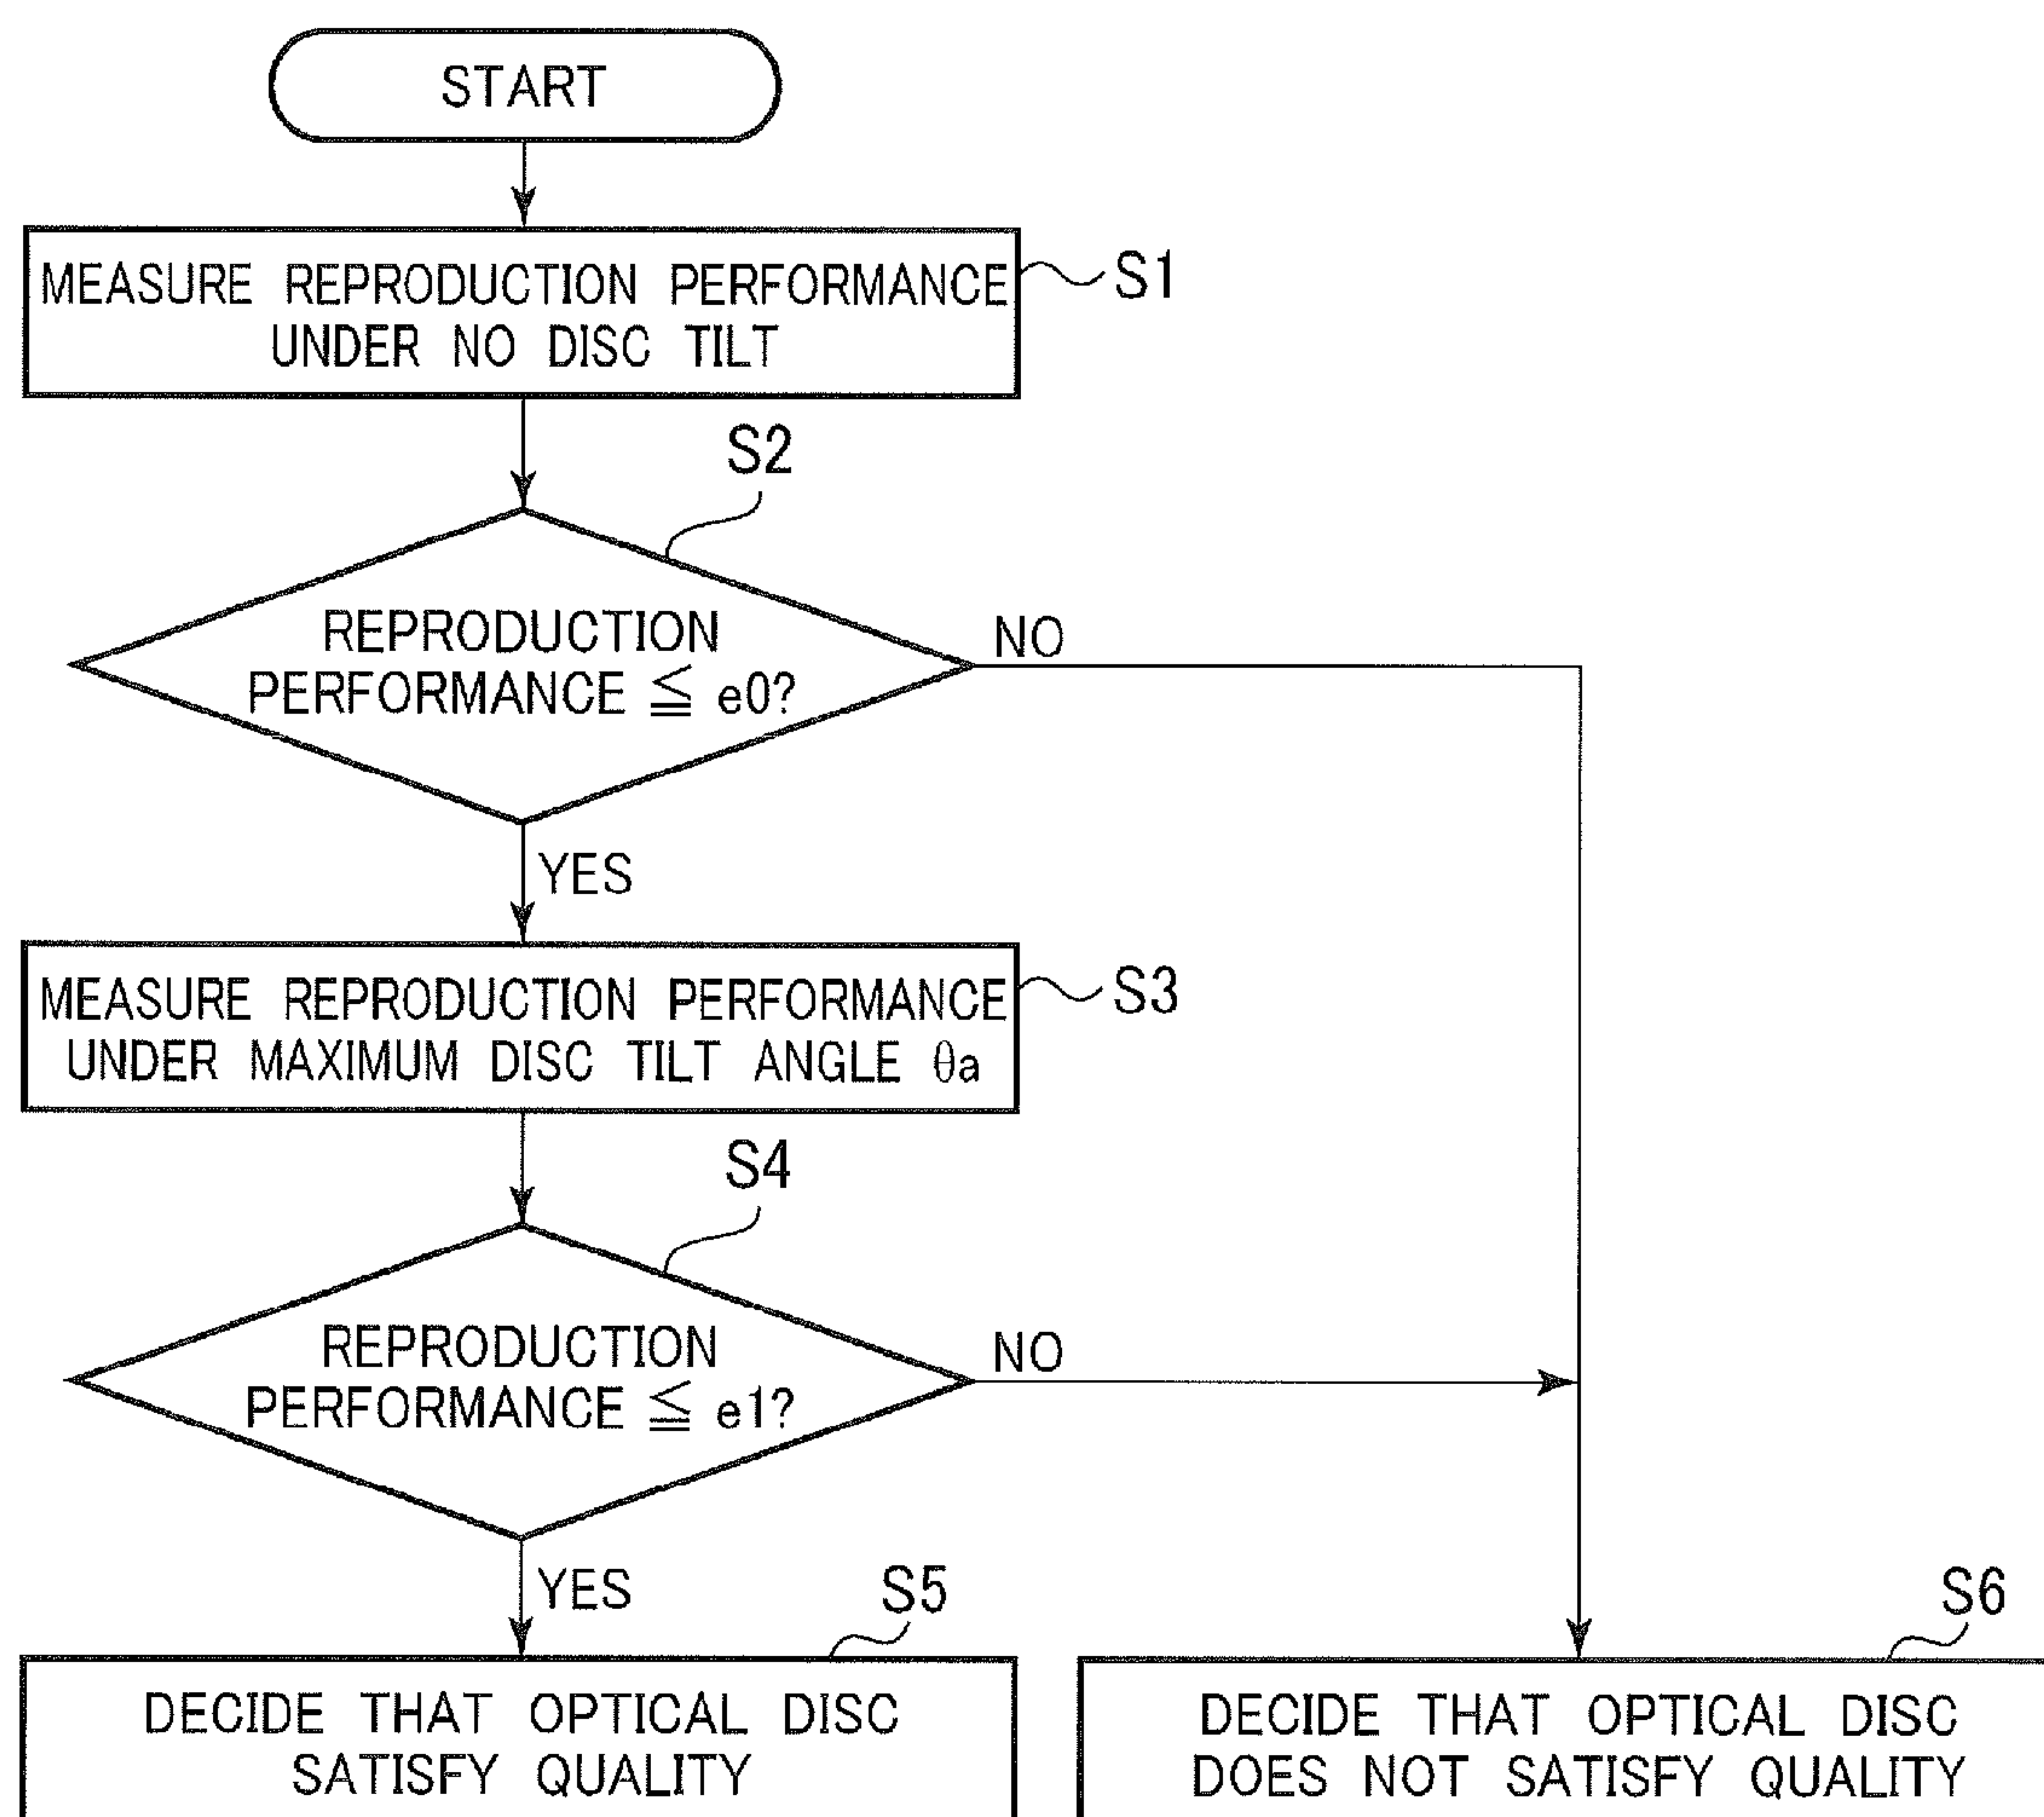 START
MEASURE REPRODUCTION PERFORMANCE
UNDER NO DISC TILT
S1
S2
REPRODUCTION
PERFORMANCE ≦ e0?
NO
YES
MEASURE REPRODUCTION PERFORMANCE
UNDER MAXIMUM DISC TILT ANGLE θa
S3
S4
REPRODUCTION
PERFORMANCE ≦ e1?
NO
YES
S5
DECIDE THAT OPTICAL DISC
SATISFY QUALITY
S6
DECIDE THAT OPTICAL DISC
DOES NOT SATISFY QUALITY